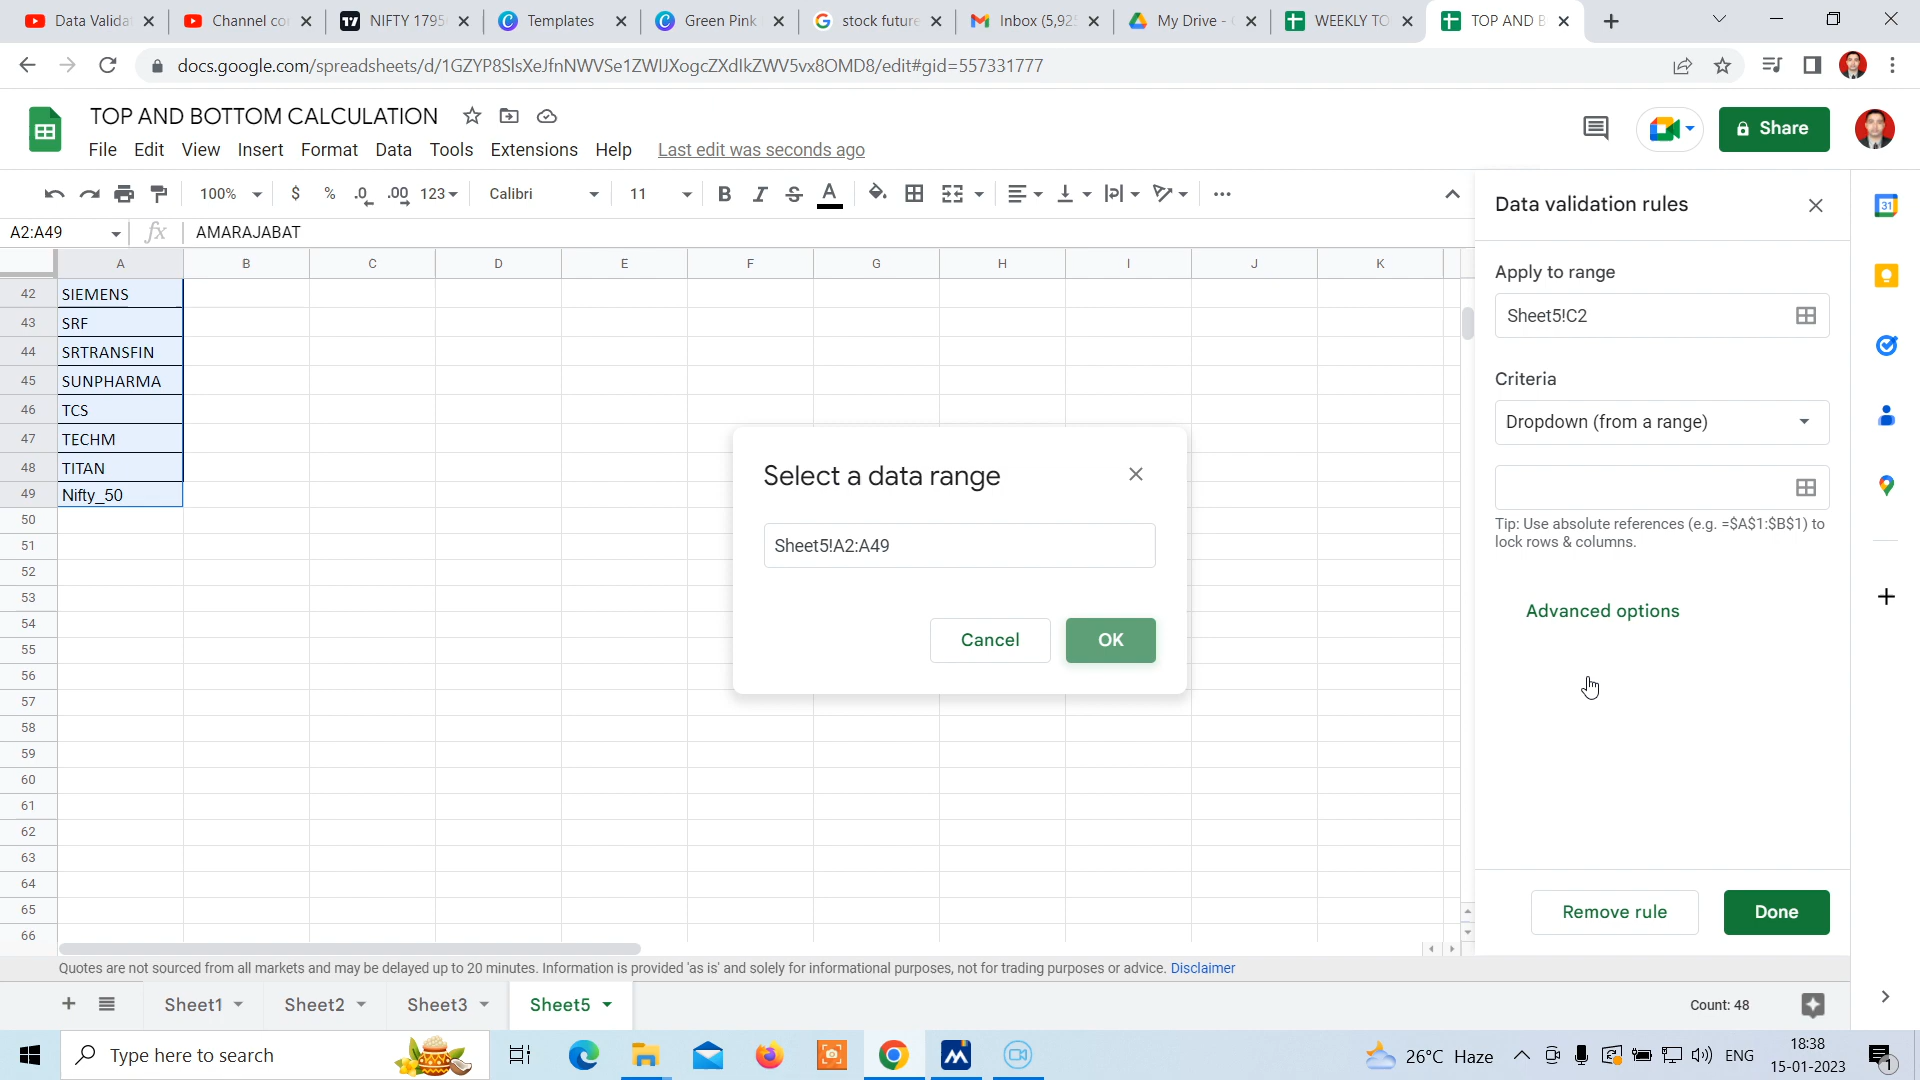 Data Validat
Channel co
NIFTY 1795
Templates
Green Pink
stock future
Inbox (5,92
My Drive -
WEEKLY TO
TOP AND B
docs.google.com/spreadsheets/d/1GZYP8SlsXeJfnNWVSe1ZWIJXogcZXdlkZWV5vx8OMD8/edit#gid=557331777
TOP AND BOTTOM CALCULATION
File Edit View Insert Format Data Tools Extensions Help Last edit was seconds ago
Share
100% $ % .0 .00 123 Calibri 11 B I S A
A2:A49 fx AMARAJABAT
A B C D E F G H I J K
42 SIEMENS
43 SRF
44 SRTRANSFIN
45 SUNPHARMA
46 TCS
47 TECHM
48 TITAN
49 Nifty_50
50
51
52
53
54
55
56
57
58
59
60
61
62
63
64
65
66
Select a data range
Sheet5!A2:A49
Cancel OK
Data validation rules
Apply to range
Sheet5!C2
Criteria
Dropdown (from a range)
Tip: Use absolute references (e.g. =$A$1:$B$1) to
lock rows & columns.
Advanced options
Remove rule Done
31
Quotes are not sourced from all markets and may be delayed up to 20 minutes. Information is provided 'as is' and solely for informational purposes, not for trading purposes or advice. Disclaimer
Sheet1 Sheet2 Sheet3 Sheet5 Count: 48
Type here to search
26°C Haze ENG
18:38
15-01-2023
1